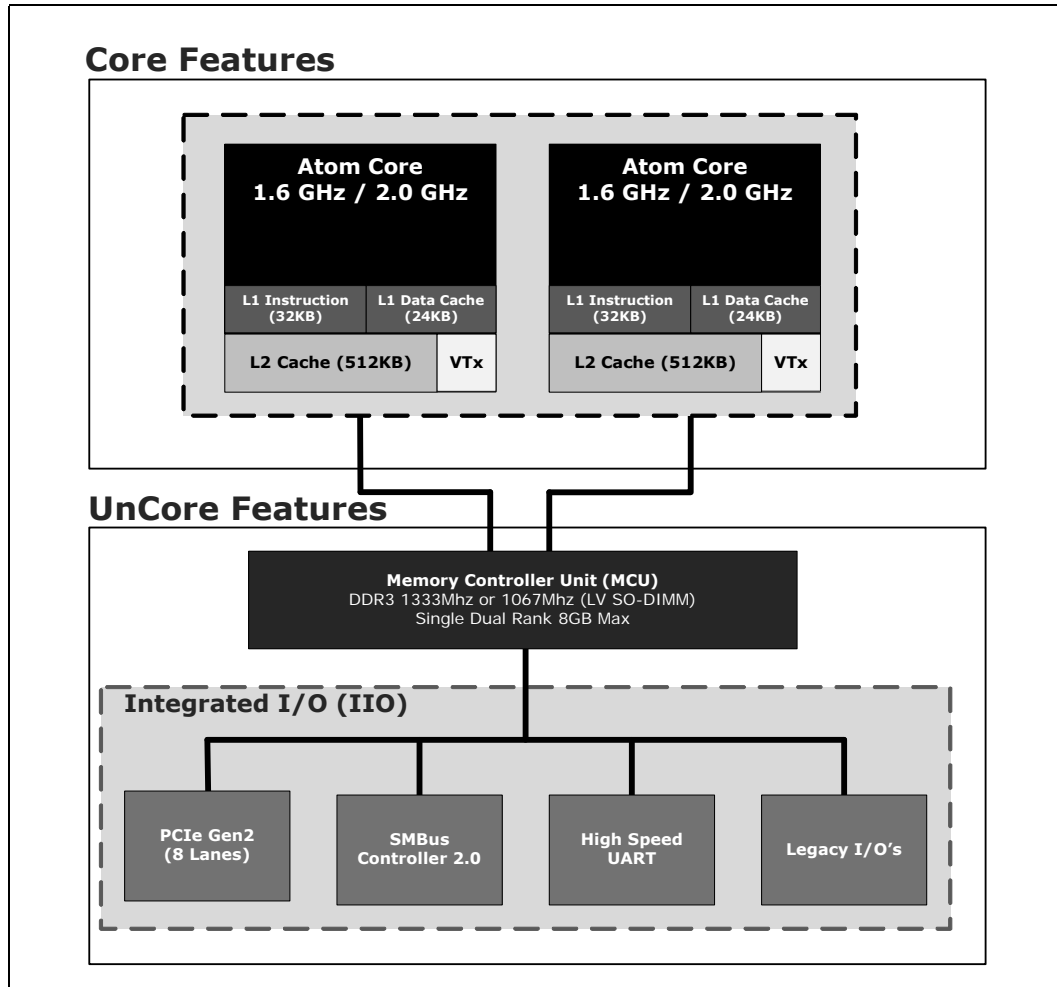 Core Features
Atom Core
1.6 GHz / 2.0 GHz
L1 Instruction
(32KB)
L1 Data Cache
(24KB)
L2 Cache (512KB)
VTx
Atom Core
1.6 GHz / 2.0 GHz
L1 Instruction
(32KB)
L1 Data Cache
(24KB)
L2 Cache (512KB)
VTx
UnCore Features
Memory Controller Unit (MCU)
DDR3 1333Mhz or 1067Mhz (LV SO-DIMM)
Single Dual Rank 8GB Max
Integrated I/O (IIO)
PCIe Gen2
(8 Lanes)
SMBus
Controller 2.0
High Speed
UART
Legacy I/O's